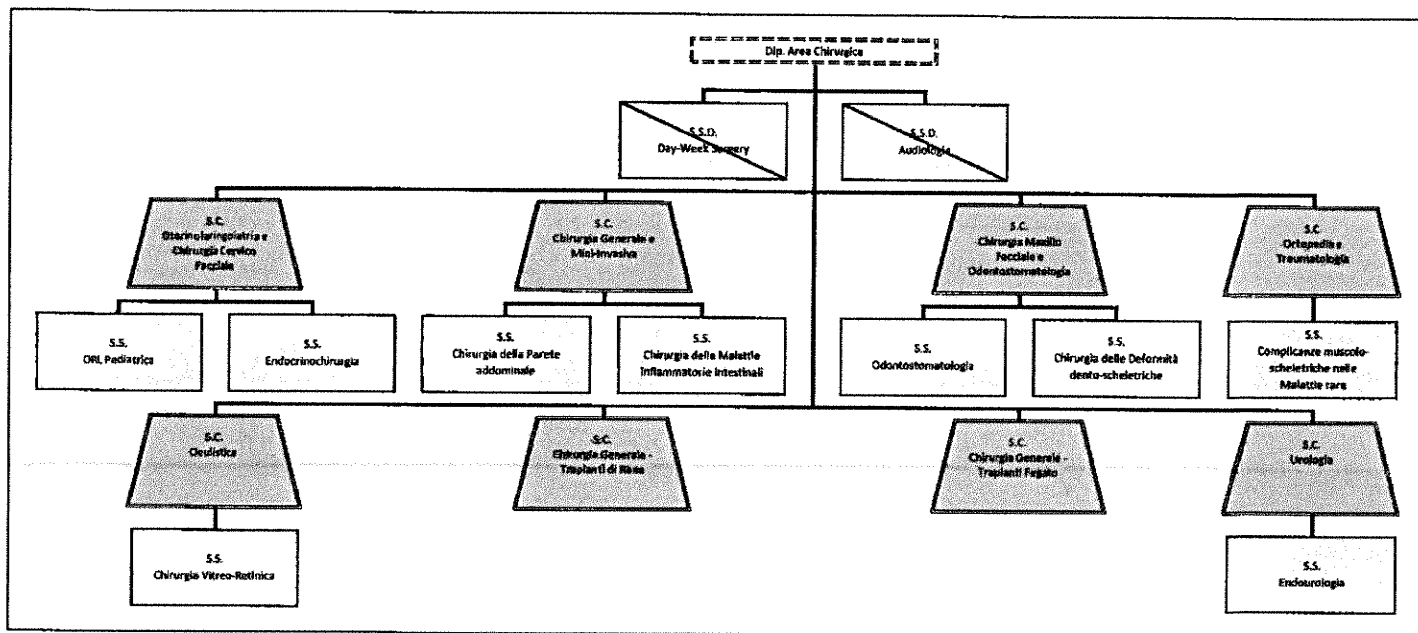 Dip. Area Chirurgica
S.S.D.
Day-Week Surgery
S.S.D.
Audiologia
S.C.
Otorinolaringoiatria e
Chirurgia Cervico
Facciale
S.C.
Chirurgia Generale e
Mini-Invasiva
S.C.
Chirurgia Maxillo
Facciale e
Odontostomatologia
S.C.
Ortopedia e
Traumatologia
S.S.
ORL Pediatrica
S.S.
Endocrinochirurgia
S.S.
Chirurgia della Parete
addominale
S.S.
Chirurgia delle Malattie
Infiammatorie Intestinali
S.S.
Odontostomatologia
S.S.
Chirurgia delle Deformità
dento-scheletriche
S.S.
Complicanze muscolo-
scheletriche nelle
Malattie rare
S.C.
Oculistica
S.C.
Chirurgia Generale -
Trapianti di Rene
S.C.
Chirurgia Generale -
Trapianti Fegato
S.C.
Urologia
S.S.
Chirurgia Vitreo-Retinica
S.S.
Endourologia